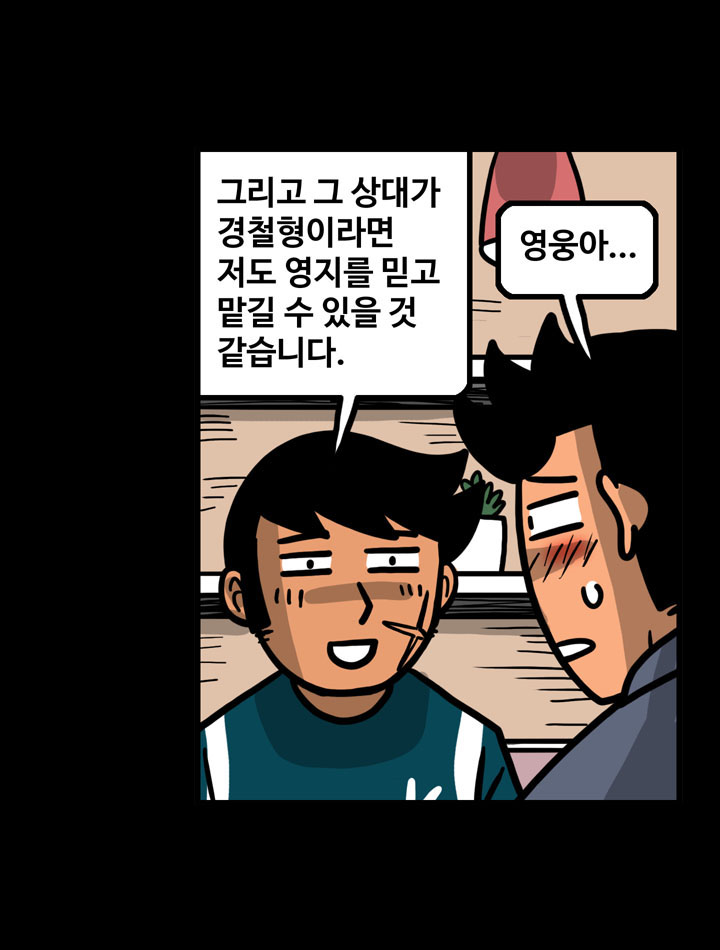 그리고 그 상대가
경철형이라면
저도 영지를 믿고
맡길 수 있을 것
같습니다.
영웅아...